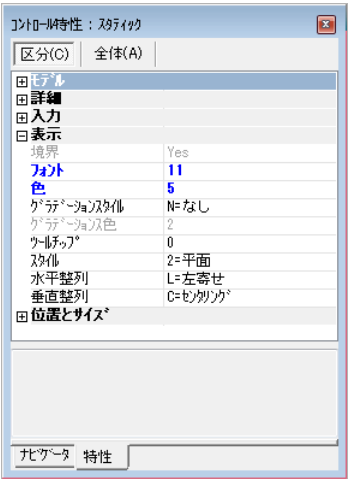 ｺﾝﾄﾛｰﾙ特性 : ｽﾀﾃｨｯｸ
区分(C) 全体(A)
ﾓﾃﾞﾙ
詳細
入力
表示
境界 Yes
ﾌｫﾝﾄ 11
色 5
ｸﾞﾗﾃﾞｰｼｮﾝｽﾀｲﾙ N=なし
ｸﾞﾗﾃﾞｰｼｮﾝ色 2
ﾂｰﾙﾁｯﾌﾟ 0
ｽﾀｲﾙ 2=平面
水平整列 L=左寄せ
垂直整列 C=ｾﾝﾀﾘﾝｸﾞ
位置とｻｲｽﾞ
ﾅﾋﾞｹﾞｰﾀ 特性